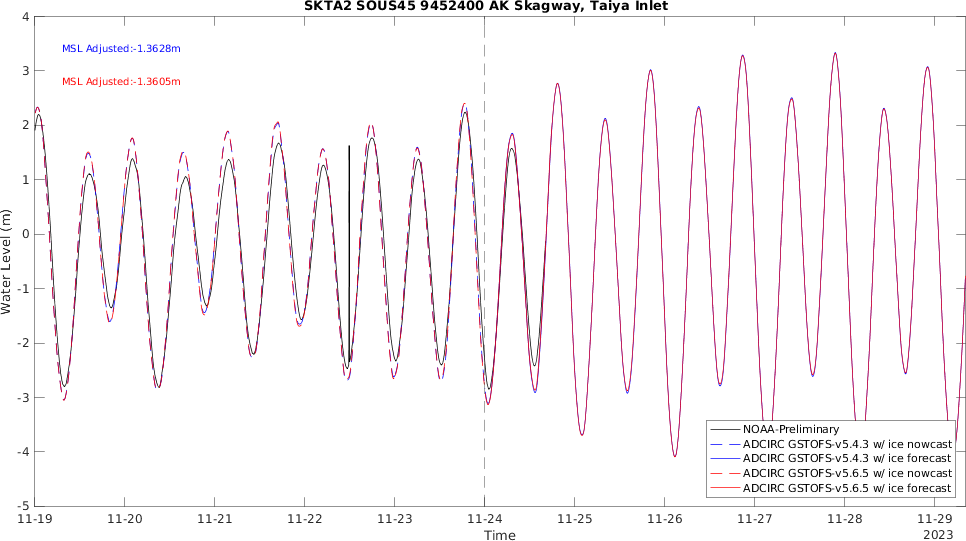 SKTA2 SOUS45 9452400 AK Skagway, Taiya Inlet
MSL Adjusted:-1.3628m
MSL Adjusted:-1.3605m
Water Level (m)
4
3
2
1
0
-1
-2
-3
-4
-5
NOAA-Preliminary
ADCIRC GSTOFS-v5.4.3 w/ ice nowcast
ADCIRC GSTOFS-v5.4.3 w/ ice forecast
ADCIRC GSTOFS-v5.6.5 w/ ice nowcast
ADCIRC GSTOFS-v5.6.5 w/ ice forecast
11-19 11-20 11-21 11-22 11-23 11-24 11-25 11-26 11-27 11-28 11-29
Time
2023